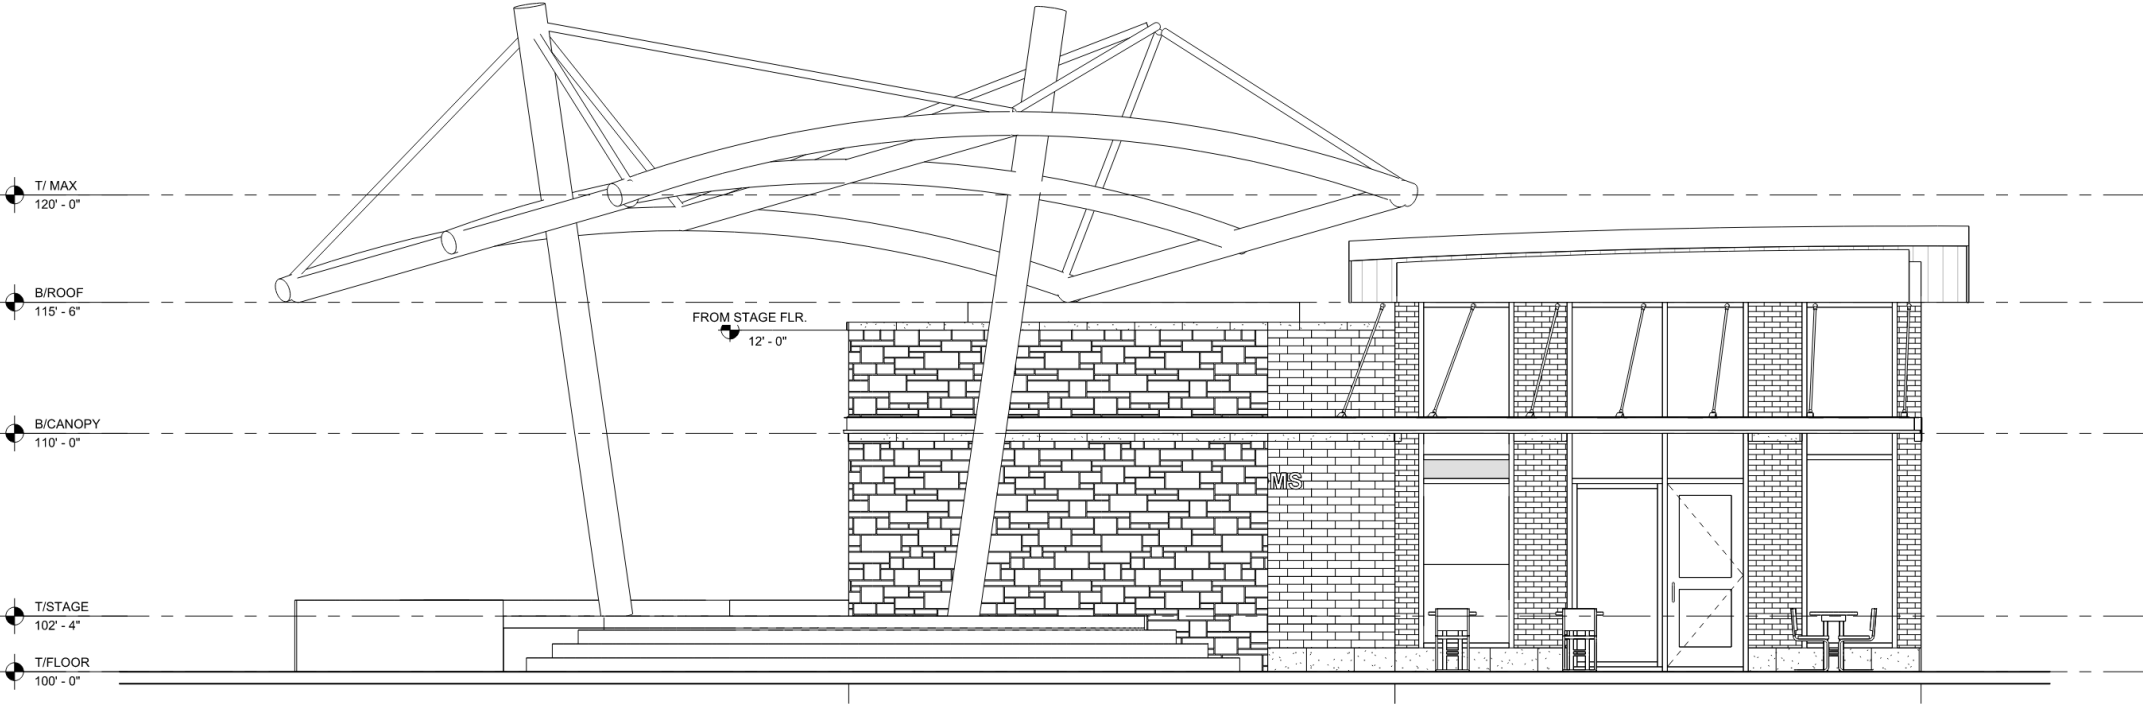 T/ MAX
120' - 0"
B/ROOF
115' - 6"
FROM STAGE FLR.
12' - 0"
B/CANOPY
110' - 0"
MS
T/STAGE
102' - 4"
T/FLOOR
100' - 0"